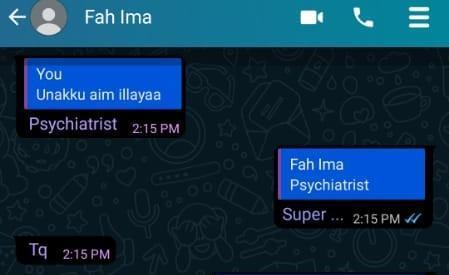 Fah Ima
You
Unakku aim illayaa
Psychiatrist 2:15 PM
Fah Ima
Psychiatrist
Super ... 2:15 PM
Tq 2:15 PM